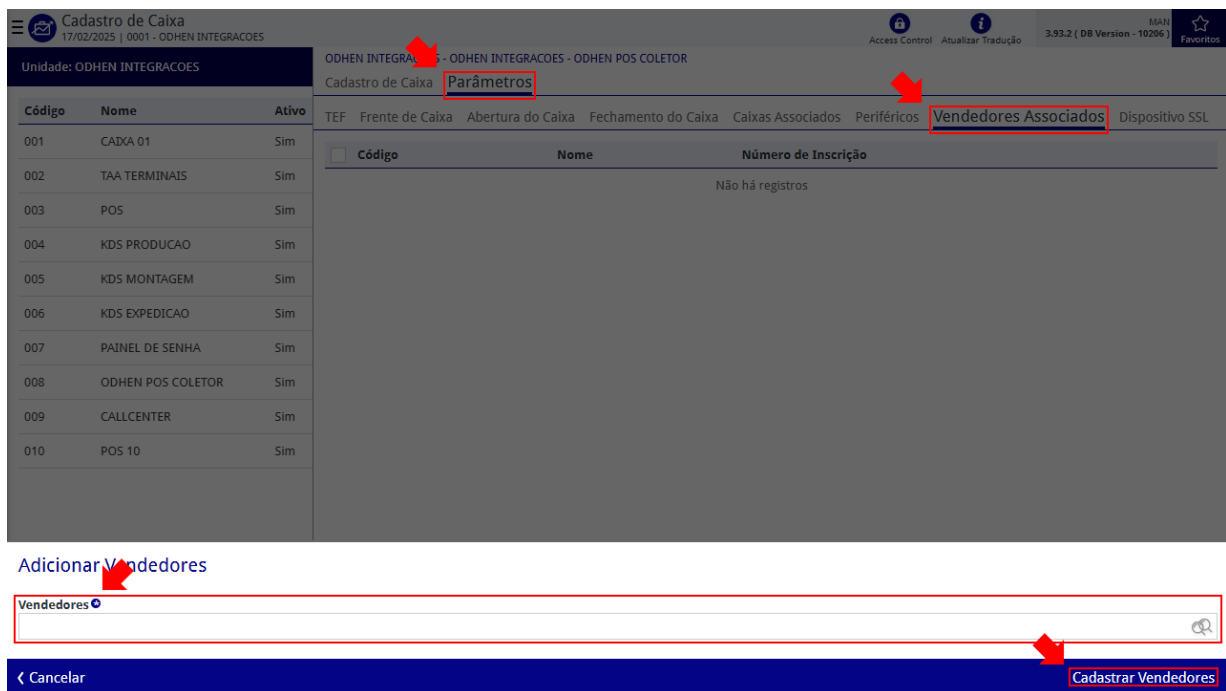 Cadastro de Caixa
17/02/2025 | 0001 - ODHEN INTEGRACOES
Access Control
Atualizar Tradução
MAN
3.93.2 ( DB Version - 10206 )
Favoritos
Unidade: ODHEN INTEGRACOES
Código Nome Ativo
001 CAIXA 01 Sim
002 TAA TERMINAIS Sim
003 POS Sim
004 KDS PRODUCAO Sim
005 KDS MONTAGEM Sim
006 KDS EXPEDICAO Sim
007 PAINEL DE SENHA Sim
008 ODHEN POS COLETOR Sim
009 CALLCENTER Sim
010 POS 10 Sim
ODHEN - ODHEN INTEGRACOES - ODHEN POS COLETOR
Cadastro de Caixa Parâmetros
TEF Frente de Caixa Abertura do Caixa Fechamento do Caixa Caixas Associados Periféricos Vendedores Associados Dispositivo SSL
Código Nome Número de Inscrição
Não há registros
Adicionar Vendedores
Vendedores
Cancelar
Cadastrar Vendedores